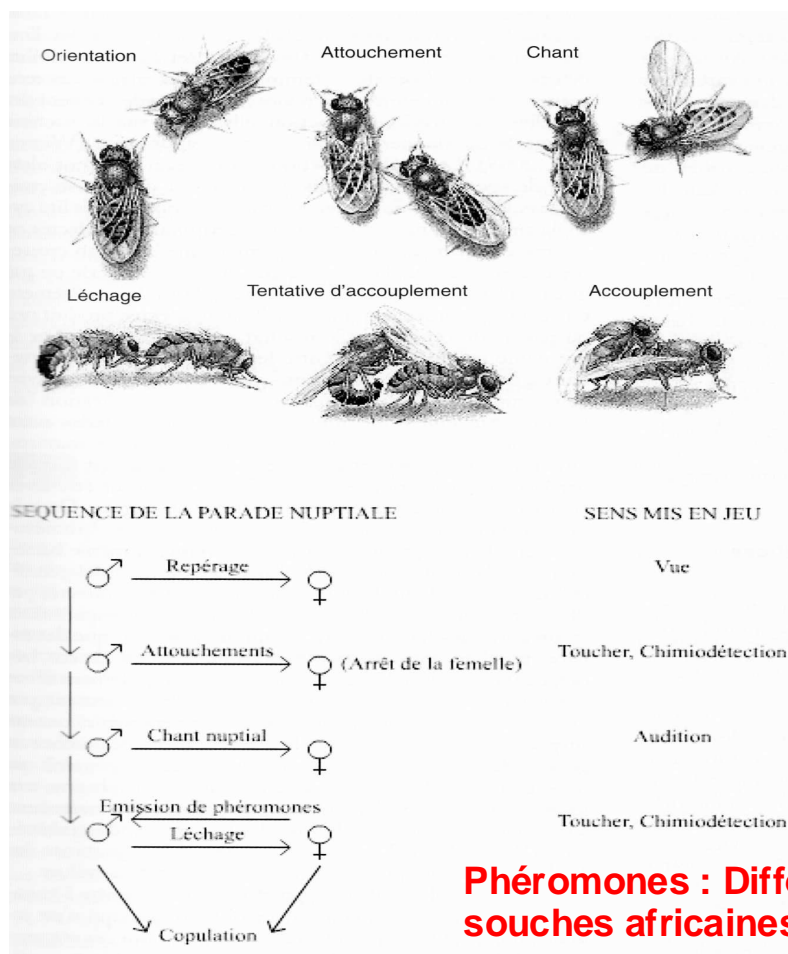 Orientation Attouchement Chant
Léchage Tentative d'accouplement Accouplement
SEQUENCE DE LA PARADE NUPTIALE SENS MIS EN JEU
Repérage Vue
Attouchements (Arrêt de la femelle) Toucher, Chimiodétection
Chant nuptial Audition
Emission de phéromones
Léchage Toucher, Chimiodétection
Phéromones : Diffé
souches africaines
Copulation